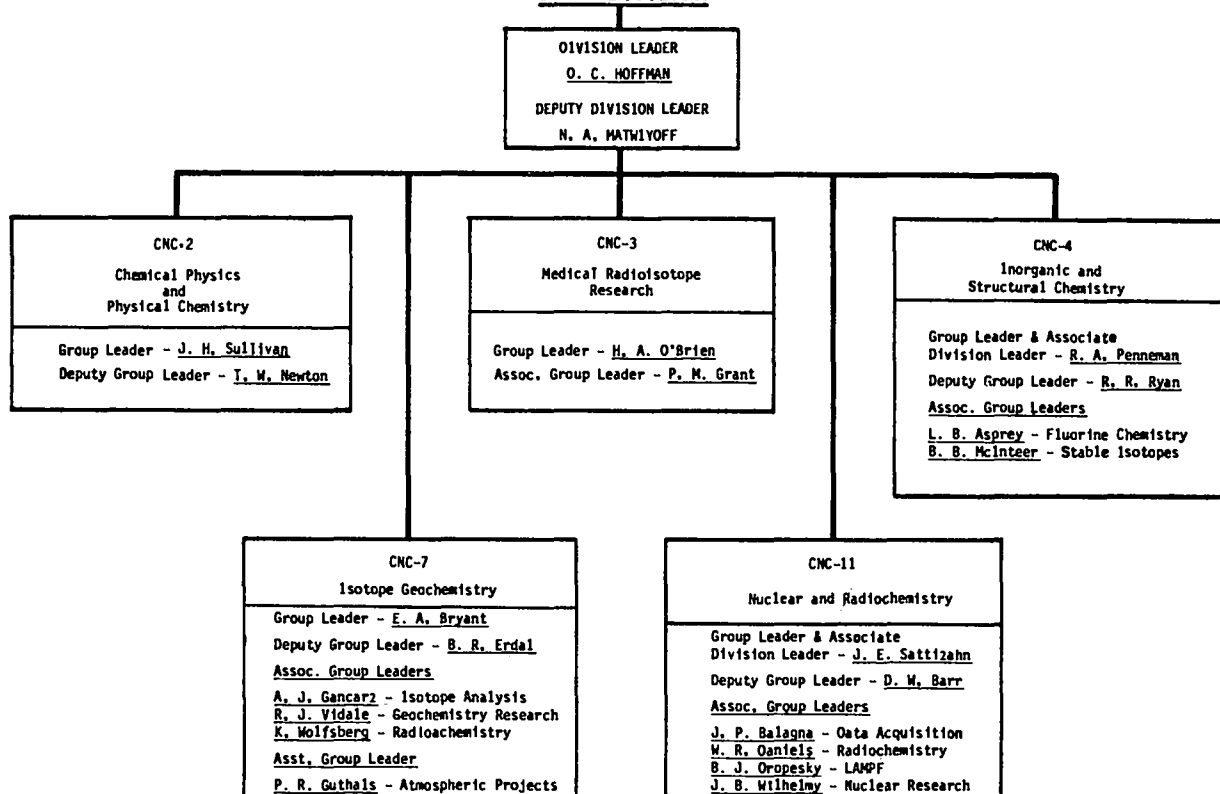 DIVISION LEADER
O. C. HOFFMAN
DEPUTY DIVISION LEADER
N. A. MATWIYOFF
CNC-2
Chemical Physics
and
Physical Chemistry
Group Leader - J. H. Sullivan
Deputy Group Leader - T. W. Newton
CNC-3
Medical Radioisotope
Research
Group Leader - H. A. O'Brien
Assoc. Group Leader - P. M. Grant
CNC-4
Inorganic and
Structural Chemistry
Group Leader & Associate
Division Leader - R. A. Penneman
Deputy Group Leader - R. R. Ryan
Assoc. Group Leaders
L. B. Asprey - Fluorine Chemistry
B. B. McInteer - Stable Isotopes
CNC-7
Isotope Geochemistry
Group Leader - E. A. Bryant
Deputy Group Leader - B. R. Erdal
Assoc. Group Leaders
A. J. Gancarz - Isotope Analysis
R. J. Vidale - Geochemistry Research
K. Wolfsberg - Radioachemistry
Asst. Group Leader
P. R. Guthals - Atmospheric Projects
CNC-11
Nuclear and Radiochemistry
Group Leader & Associate
Division Leader - J. E. Sattizahn
Deputy Group Leader - D. W. Barr
Assoc. Group Leaders
J. P. Balagna - Data Acquisition
W. R. Daniels - Radiochemistry
B. J. Dropesky - LAMPF
J. B. Wilhelmy - Nuclear Research